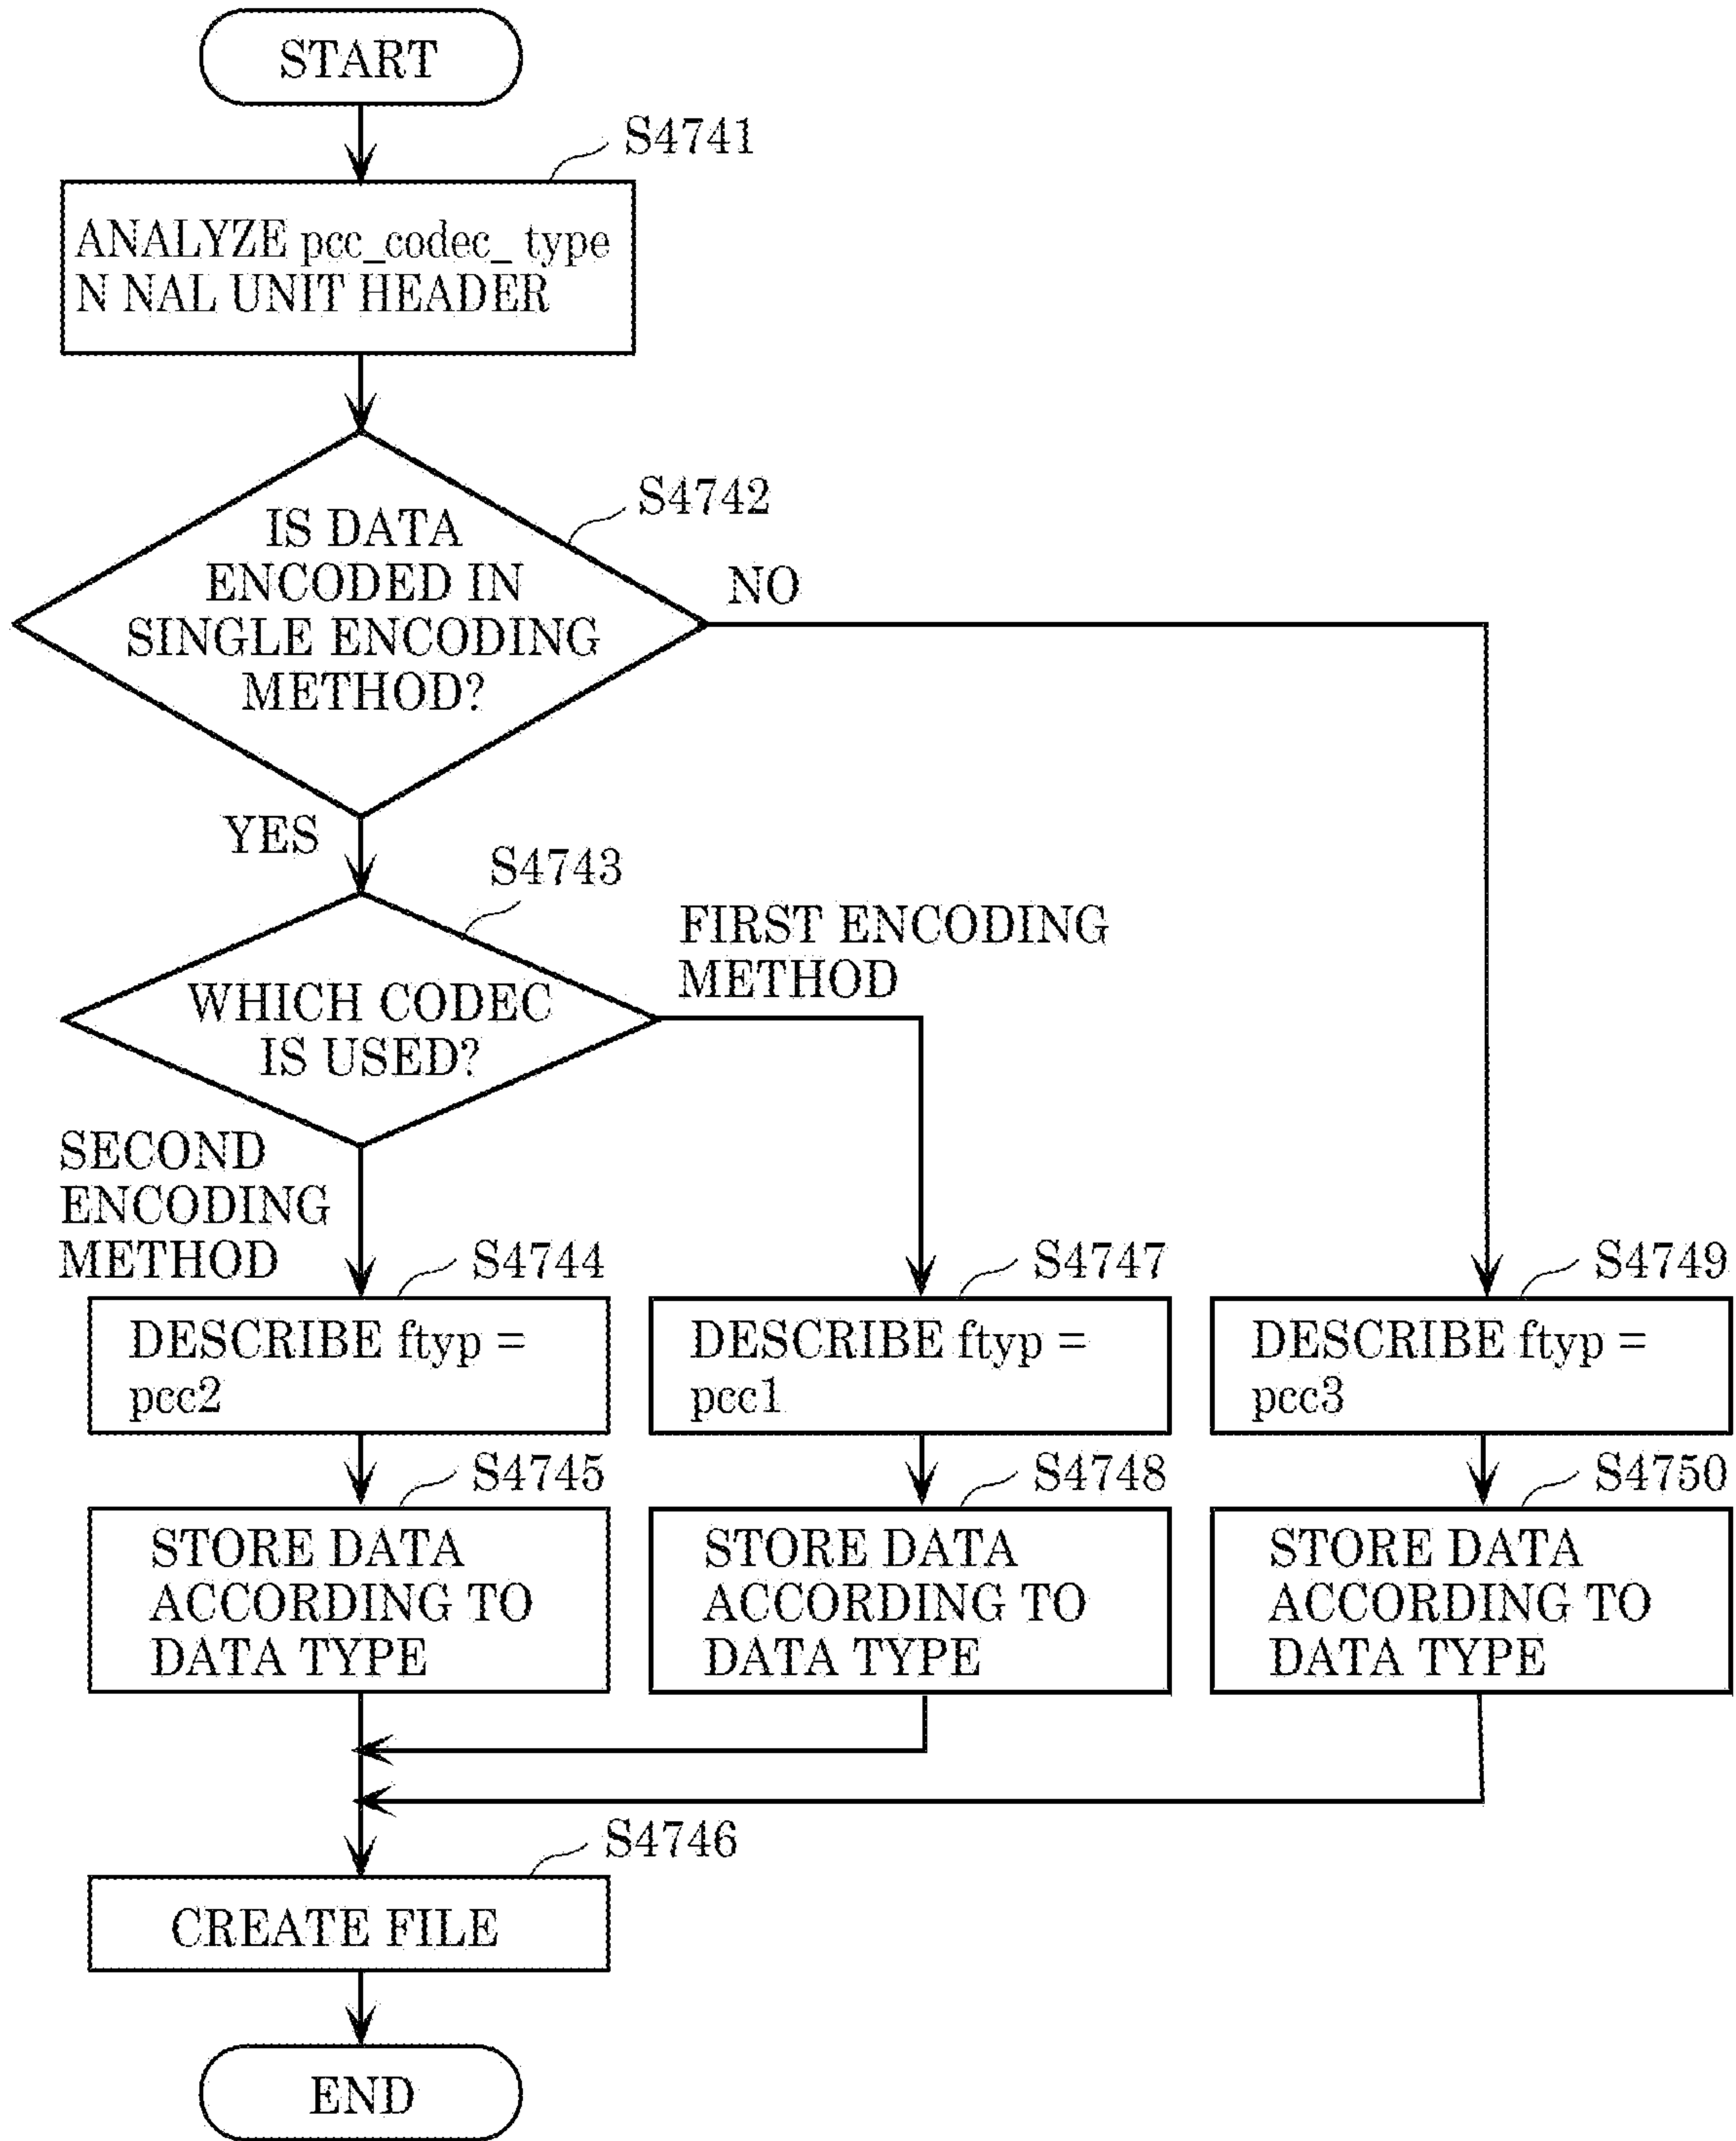 START
S4741
ANALYZE pcc_codec_ type
N NAL UNIT HEADER
S4742
IS DATA
ENCODED IN
SINGLE ENCODING
METHOD?
NO
YES
S4743
WHICH CODEC
IS USED?
FIRST ENCODING
METHOD
SECOND
ENCODING
METHOD
S4744
DESCRIBE ftyp =
pcc2
S4747
DESCRIBE ftyp =
pcc1
S4749
DESCRIBE ftyp =
pcc3
S4745
STORE DATA
ACCORDING TO
DATA TYPE
S4748
STORE DATA
ACCORDING TO
DATA TYPE
S4750
STORE DATA
ACCORDING TO
DATA TYPE
S4746
CREATE FILE
END